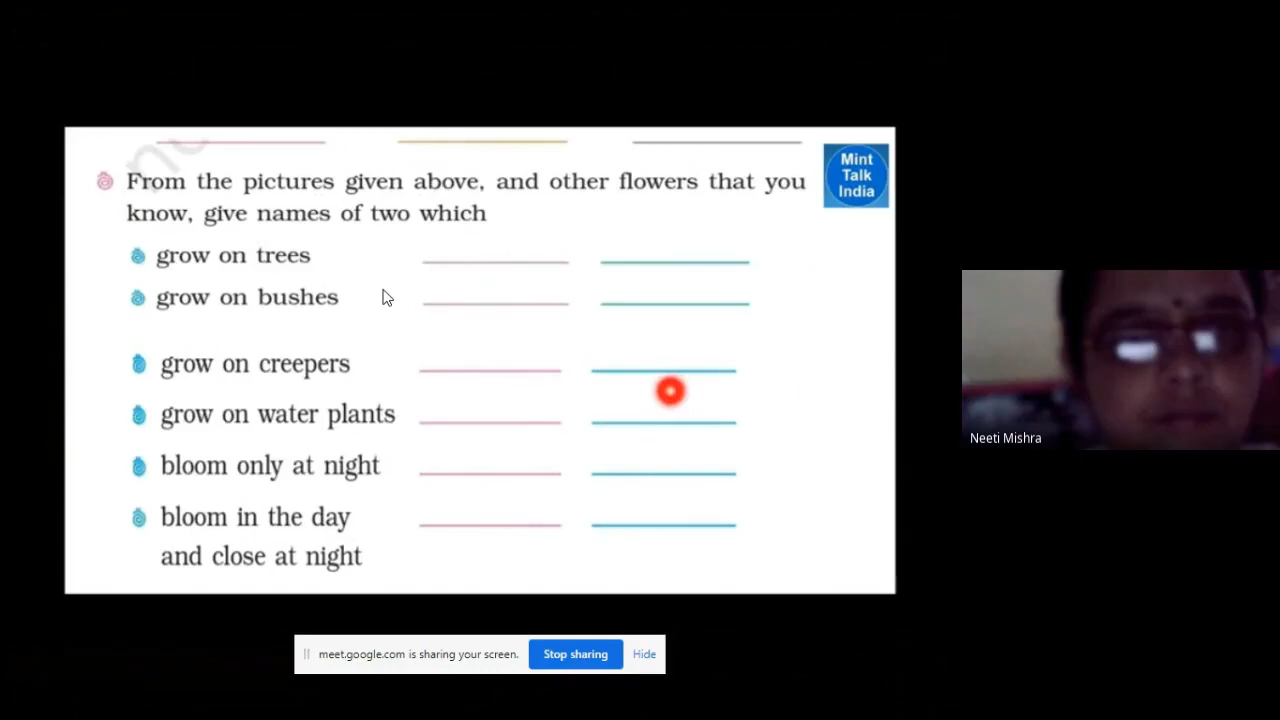 From the pictures given above, and other flowers that you
know, give names of two which
grow on trees
grow on bushes
grow on creepers
grow on water plants
bloom only at night
bloom in the day
and close at night
Mint
Talk
India
Neeti Mishra
meet.google.com is sharing your screen.
Stop sharing
Hide